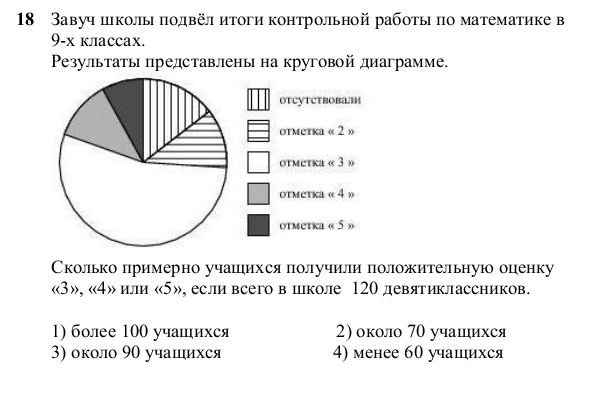 18 Завуч школы подвёл итоги контрольной работы по математике в
9-х классах.
Результаты представлены на круговой диаграмме.
отсутствовали
отметка « 2 »
отметка « 3 »
отметка « 4 »
отметка « 5 »
Сколько примерно учащихся получили положительную оценку
«3», «4» или «5», если всего в школе 120 девятиклассников.
1) более 100 учащихся 2) около 70 учащихся
3) около 90 учащихся 4) менее 60 учащихся